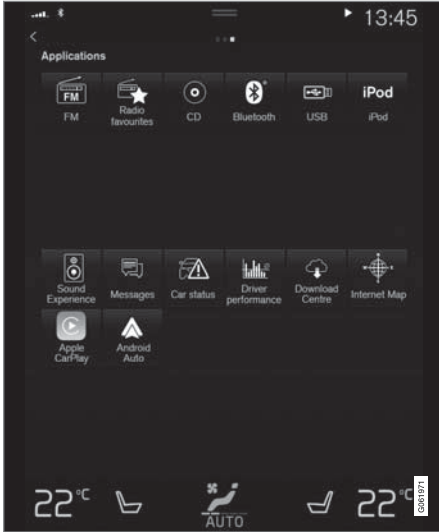 13:45
Applications
FM
iPod
FM
Radio favourites
CD
Bluetooth
USB
iPod
Sound Experience
Messages
Car status
Driver performance
Download Centre
Internet Map
Apple CarPlay
Android Auto
22°C
AUTO
22°C
G061971